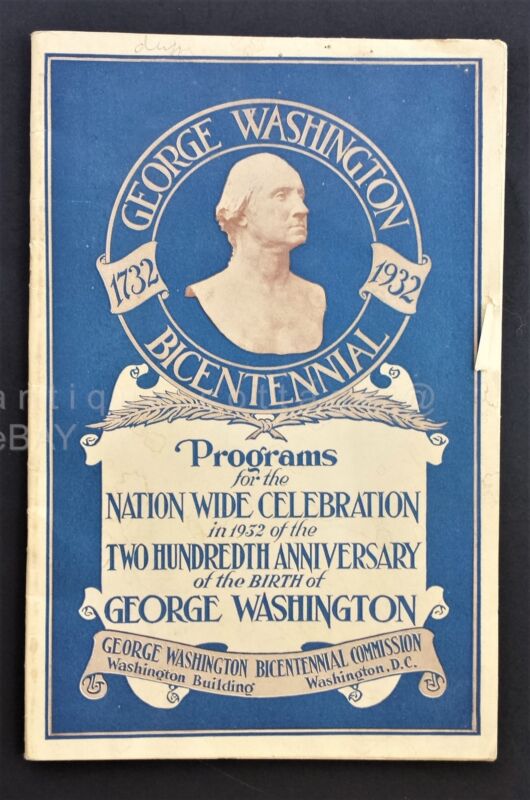 GEORGE WASHINGTON
1732
1932
BICENTENNIAL
Programs
for the
NATION WIDE CELEBRATION
in 1932 of the
TWO HUNDREDTH ANNIVERSARY
of the BIRTH of
GEORGE WASHINGTON
GEORGE WASHINGTON BICENTENNIAL COMMISSION
Washington Building Washington, D.C.
eBAY